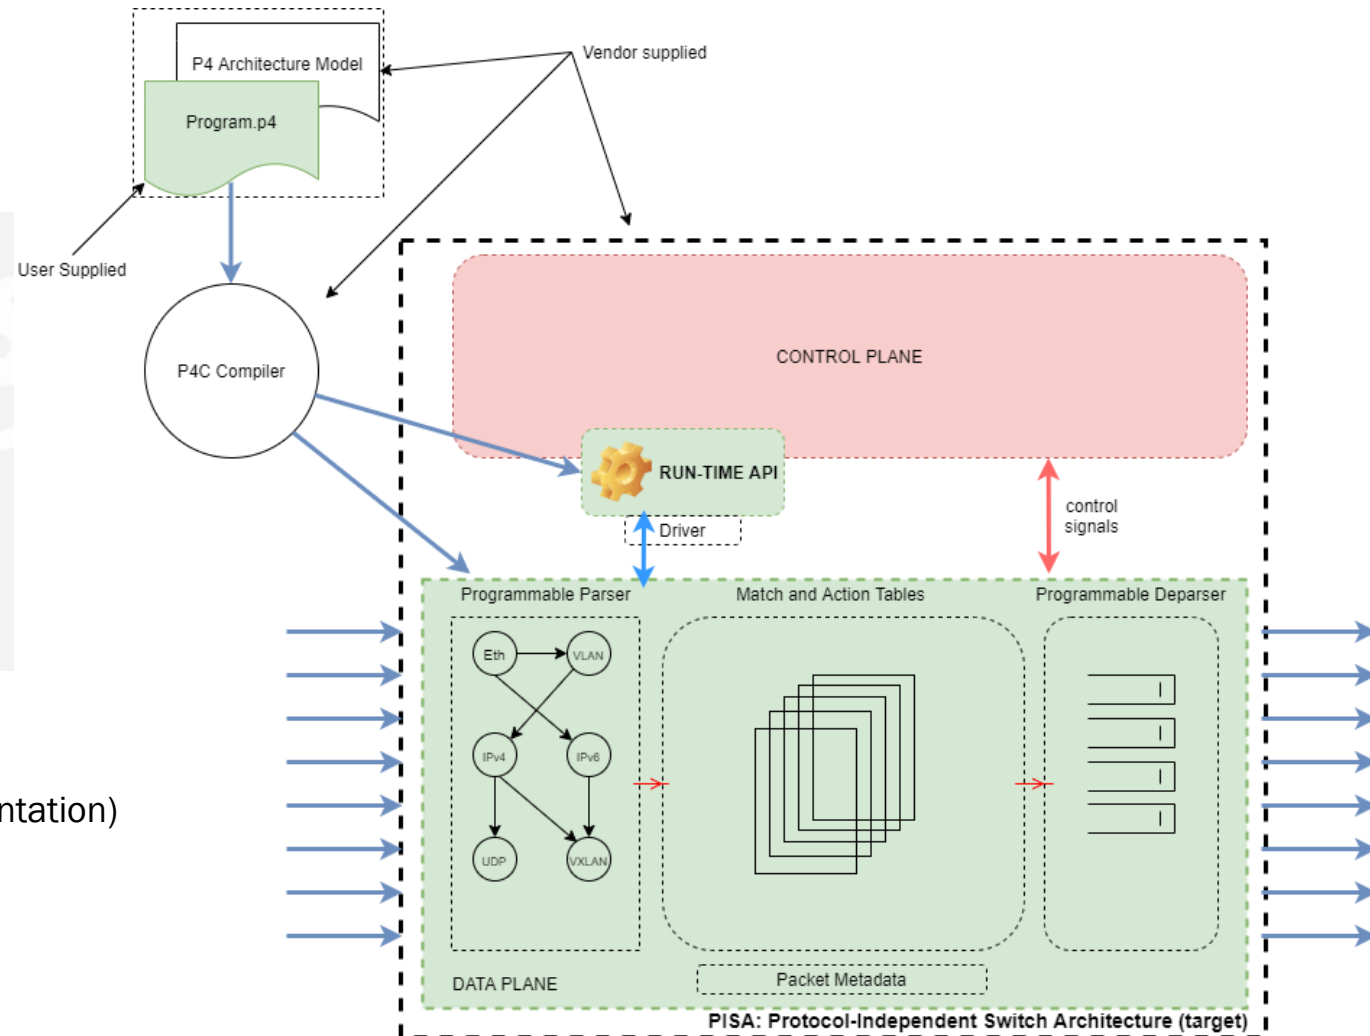 Vendor supplied
P4 Architecture Model
Program.p4
User Supplied
P4C Compiler
CONTROL PLANE
RUN-TIME API
Driver
control
signals
Programmable Parser
Match and Action Tables
Programmable Deparser
Eth
VLAN
IPv4
IPv6
UDP
VXLAN
ntation)
DATA PLANE
Packet Metadata
PISA: Protocol-Independent Switch Architecture (target)